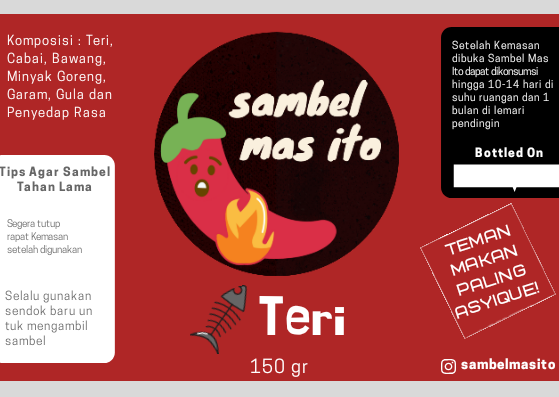 Komposisi : Teri,
Cabai, Bawang,
Minyak Goreng,
Garam, Gula dan
Penyedap Rasa
Tips Agar Sambel
Tahan Lama
Segera tutup
rapat Kemasan
setelah digunakan
Selalu gunakan
sendok baru un
tuk mengambil
sambel
sambel
mas ito
Teri
150 gr
Setelah Kemasan
dibuka Sambel Mas
Ito dapat dikonsumsi
hingga 10-14 hari di
suhu ruangan dan 1
bulan di lemari
pendingin
Bottled On
TEMAN
MAKAN
PALING
ASYIQUE!
sambelmasito